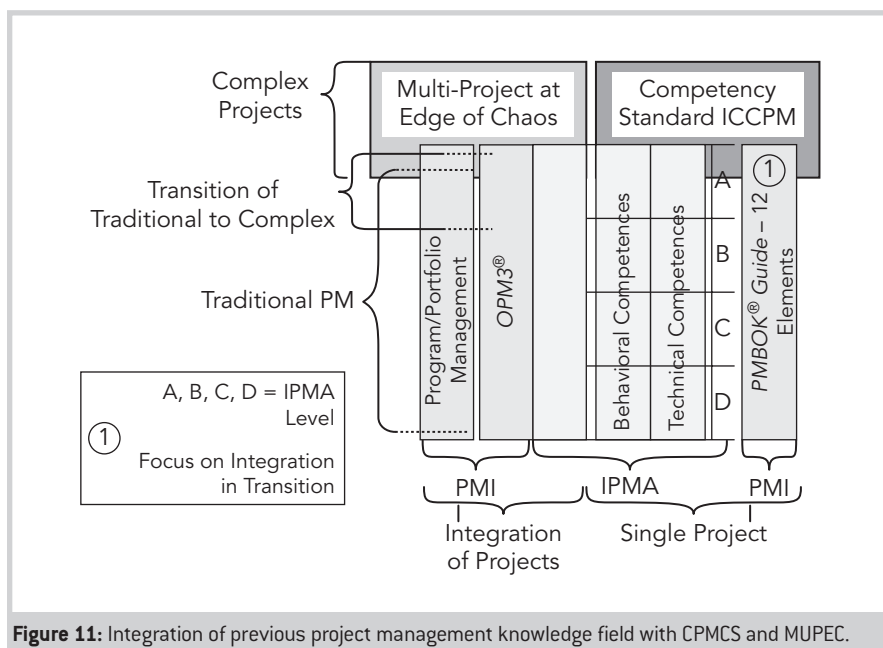 Complex
Projects
Multi-Project at
Edge of Chaos
Competency
Standard ICCPM
Transition of
Traditional to Complex
Traditional PM
Program/Portfolio
Management
OPM3®
Behavioral Competences
Technical Competences
A
B
C
D
1
PMBOK® Guide – 12
Elements
A, B, C, D = IPMA
Level
1
Focus on Integration
in Transition
PMI
IPMA
PMI
Integration
of Projects
Single Project
Figure 11: Integration of previous project management knowledge field with CPMCS and MUPEC.